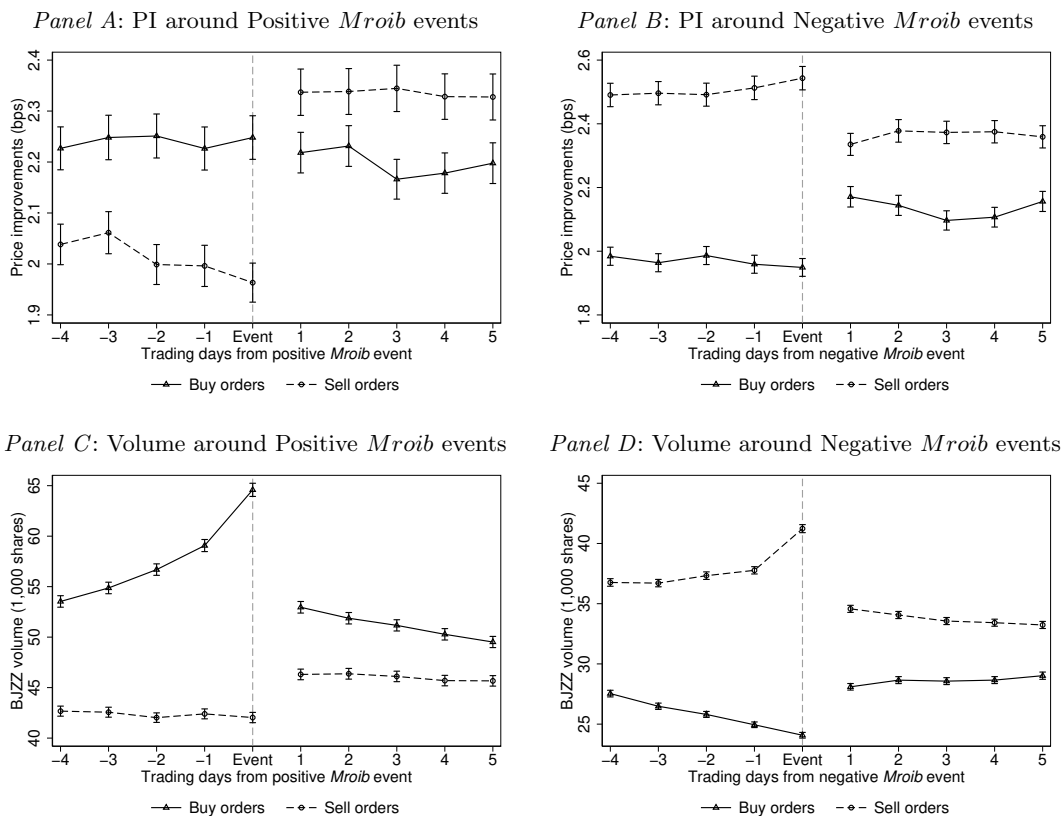 Panel A: PI around Positive Mroib events
Price improvements (bps)
2.4
2.3
2.2
2.1
2
1.9
−4 −3 −2 −1 Event 1 2 3 4 5
Trading days from positive Mroib event
Buy orders Sell orders
Panel B: PI around Negative Mroib events
Price improvements (bps)
2.6
2.4
2.2
2
1.8
−4 −3 −2 −1 Event 1 2 3 4 5
Trading days from negative Mroib event
Buy orders Sell orders
Panel C: Volume around Positive Mroib events
BJZZ volume (1,000 shares)
65
60
55
50
45
40
−4 −3 −2 −1 Event 1 2 3 4 5
Trading days from positive Mroib event
Buy orders Sell orders
Panel D: Volume around Negative Mroib events
BJZZ volume (1,000 shares)
45
40
35
30
25
−4 −3 −2 −1 Event 1 2 3 4 5
Trading days from negative Mroib event
Buy orders Sell orders